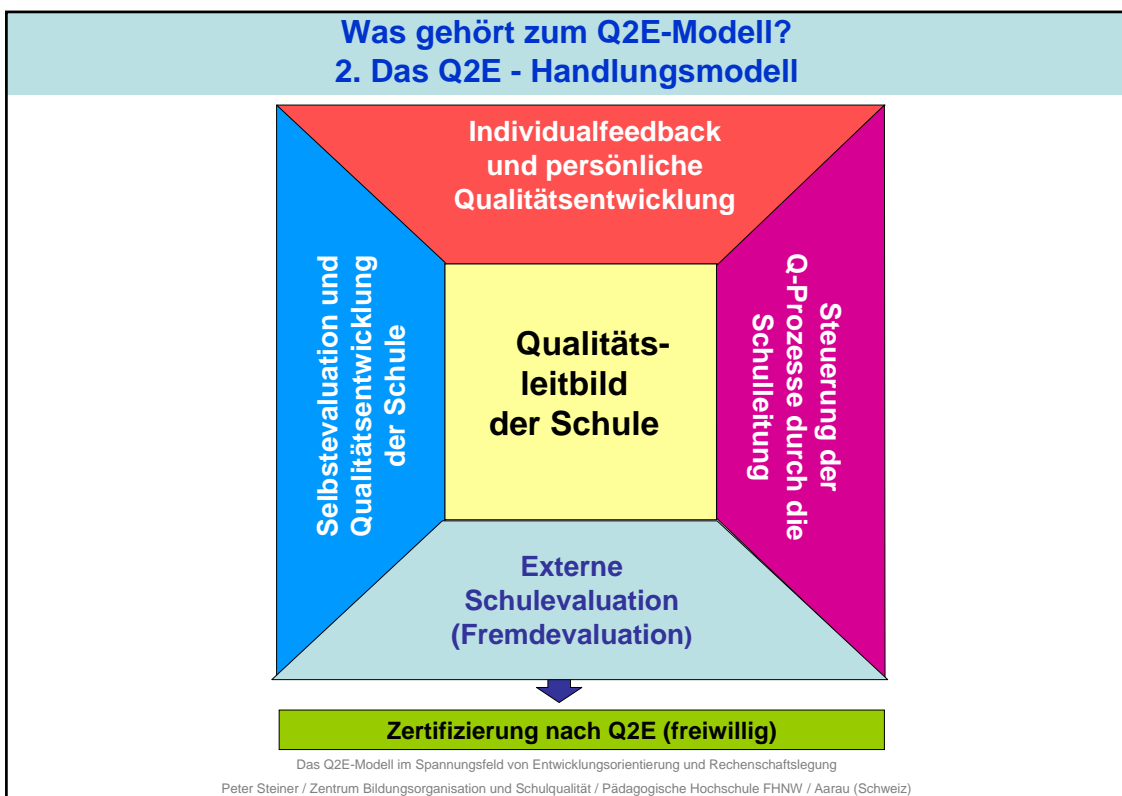 Was gehört zum Q2E-Modell?
2. Das Q2E - Handlungsmodell
Individualfeedback
und persönliche
Qualitätsentwicklung
Selbstevaluation und
Qualitätsentwicklung
der Schule
Qualitäts-
leitbild
der Schule
Steuerung der
Q-Prozesse durch die
Schulleitung
Externe
Schulevaluation
(Fremdevaluation)
Zertifizierung nach Q2E (freiwillig)
Das Q2E-Modell im Spannungsfeld von Entwicklungsorientierung und Rechenschaftslegung
Peter Steiner / Zentrum Bildungsorganisation und Schulqualität / Pädagogische Hochschule FHNW / Aarau (Schweiz)